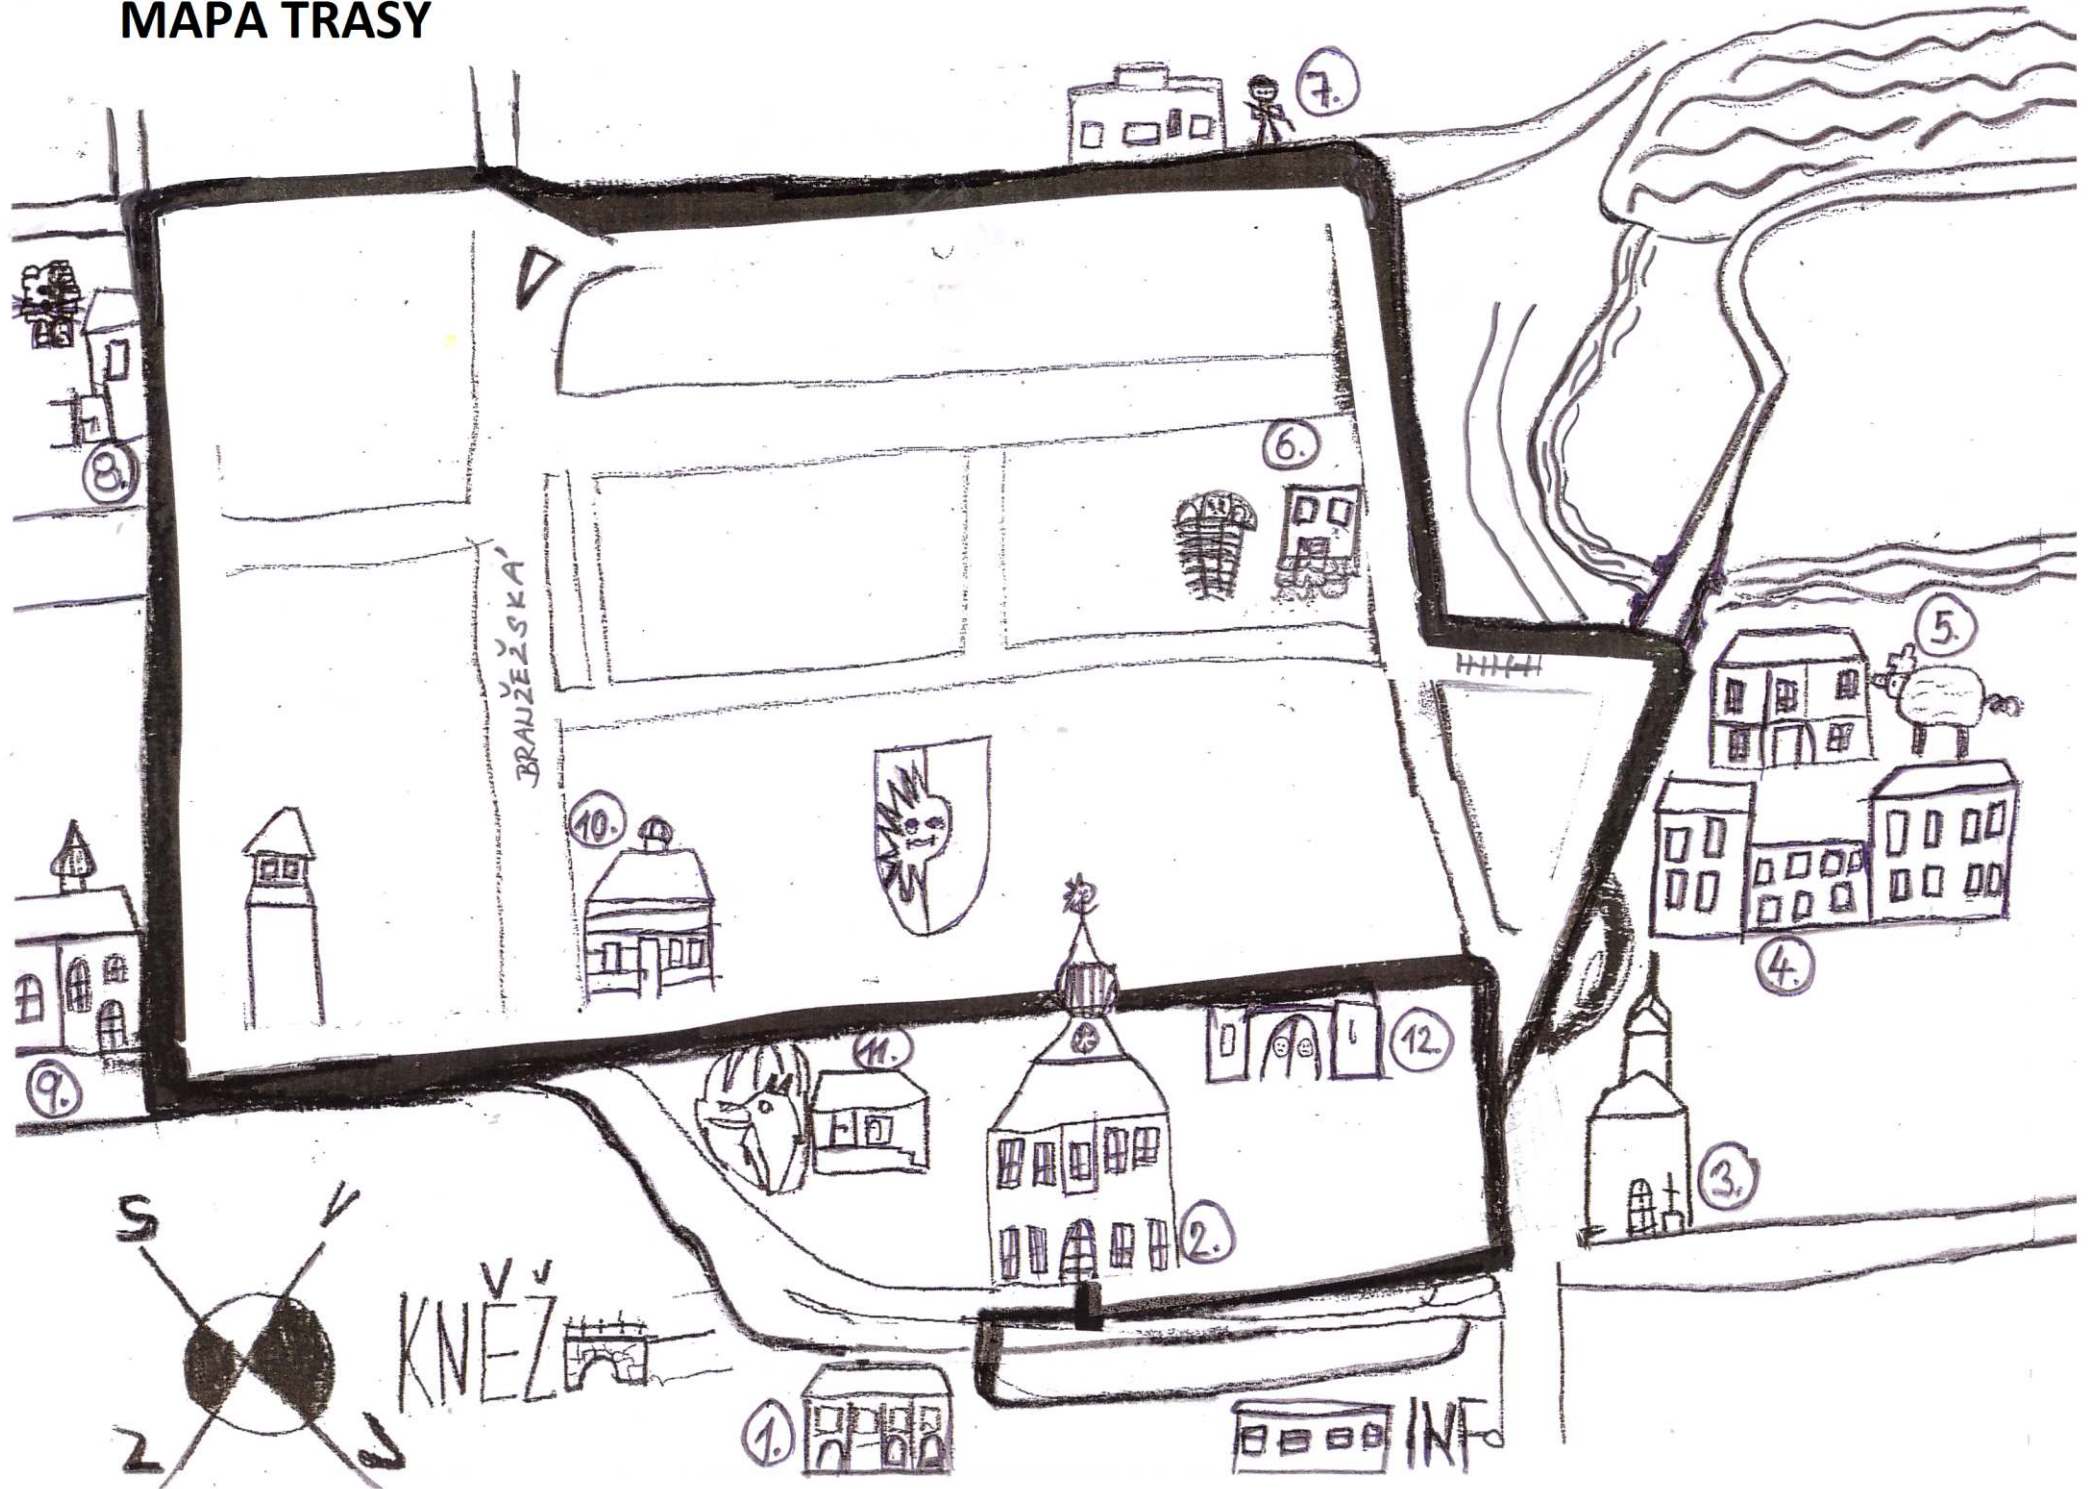 MAPA TRASY
7.
6.
8.
5.
BRANŽEŽSKÁ
10.
4.
9.
11.
12.
3.
2.
S
V
KNĚŽ
Z
J
1.
INFO